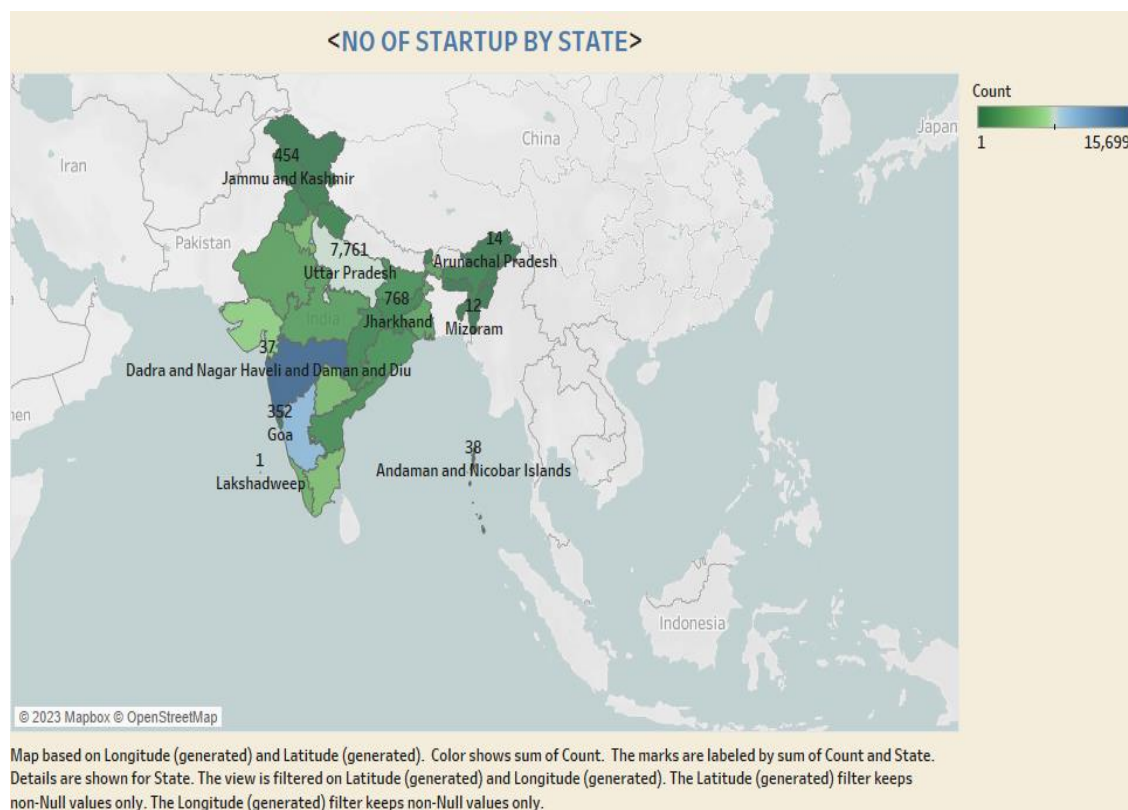 <NO OF STARTUP BY STATE>
Count
1 15,699
Iran
China
Japan
Pakistan
India
Indonesia
men
454
Jammu and Kashmir
7,761
Uttar Pradesh
14
Arunachal Pradesh
768
Jharkhand
12
Mizoram
37
Dadra and Nagar Haveli and Daman and Diu
352
Goa
1
Lakshadweep
38
Andaman and Nicobar Islands
© 2023 Mapbox © OpenStreetMap
Map based on Longitude (generated) and Latitude (generated). Color shows sum of Count. The marks are labeled by sum of Count and State.
Details are shown for State. The view is filtered on Latitude (generated) and Longitude (generated). The Latitude (generated) filter keeps
non-Null values only. The Longitude (generated) filter keeps non-Null values only.